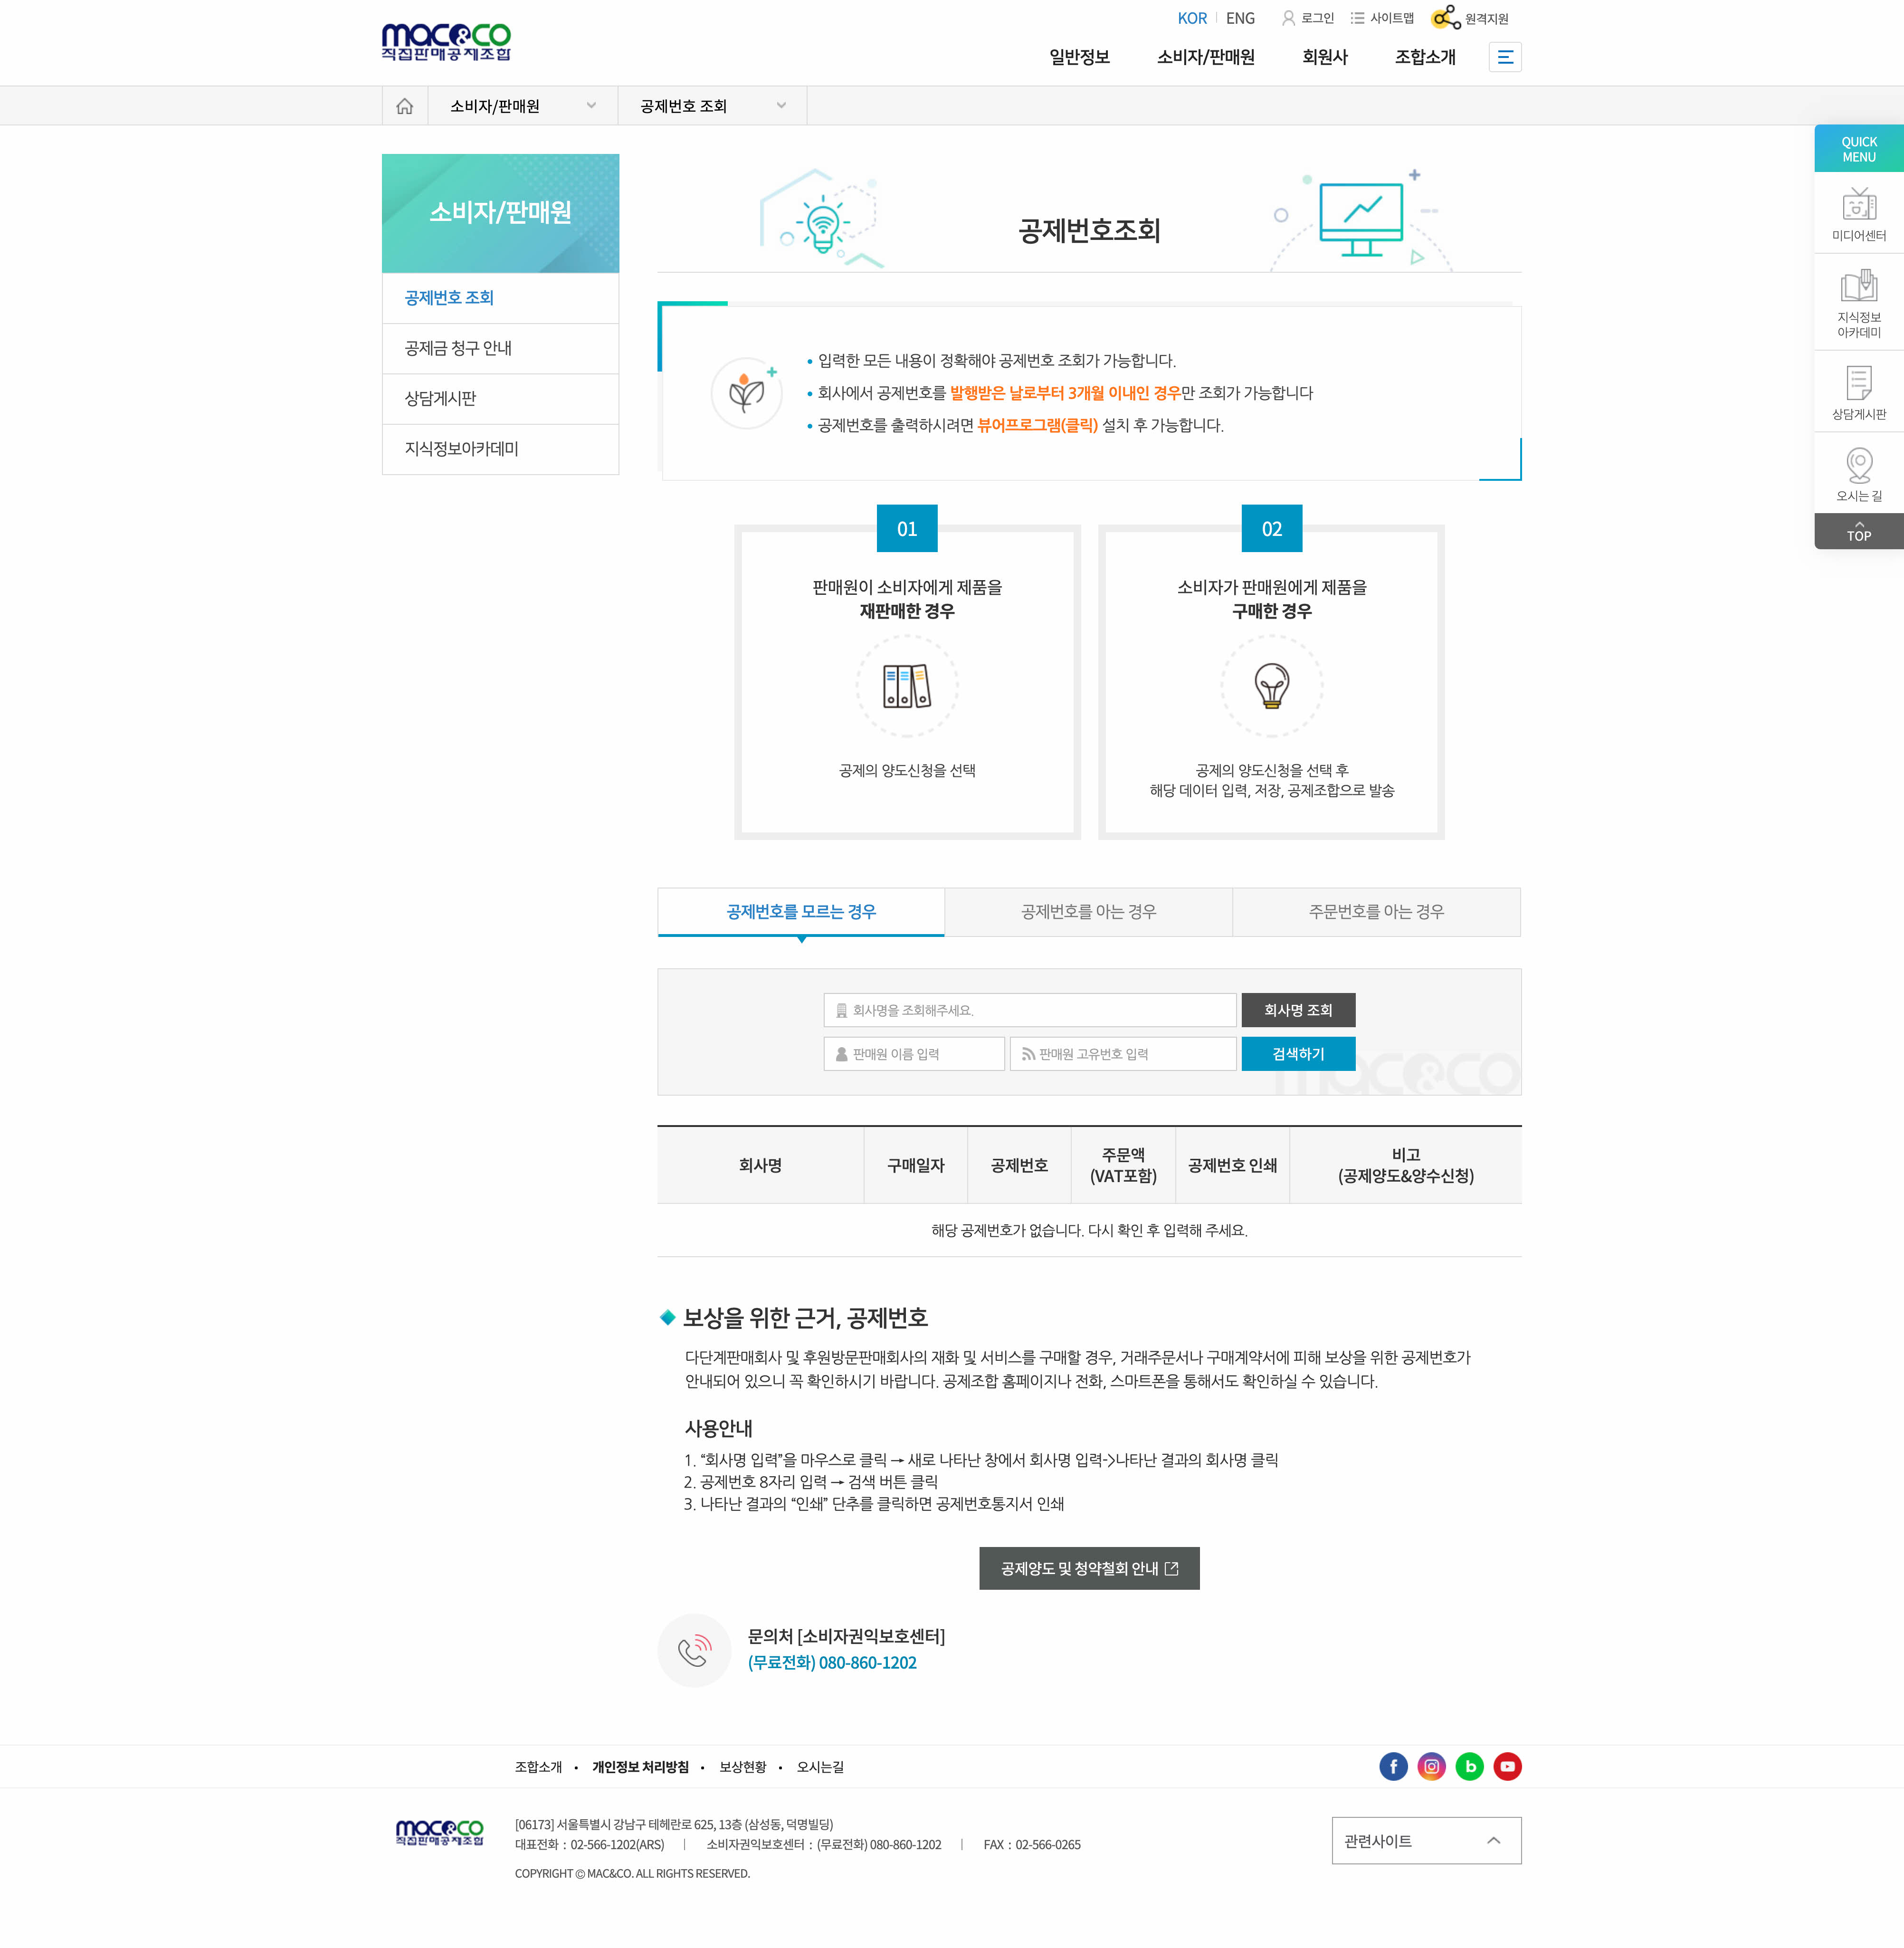 mac&co
직접판매공제조합
KOR
ENG
로그인
사이트맵
원격지원
일반정보
소비자/판매원
회원사
조합소개
소비자/판매원
공제번호 조회
소비자/판매원
공제번호 조회
공제금 청구 안내
상담게시판
지식정보아카데미
공제번호조회
QUICK
MENU
미디어센터
지식정보
아카데미
상담게시판
오시는 길
TOP
입력한 모든 내용이 정확해야 공제번호 조회가 가능합니다.
회사에서 공제번호를 발행받은 날로부터 3개월 이내인 경우만 조회가 가능합니다
공제번호를 출력하시려면 뷰어프로그램(클릭) 설치 후 가능합니다.
01
판매원이 소비자에게 제품을
재판매한 경우
공제의 양도신청을 선택
02
소비자가 판매원에게 제품을
구매한 경우
공제의 양도신청을 선택 후
해당 데이터 입력, 저장, 공제조합으로 발송
공제번호를 모르는 경우
공제번호를 아는 경우
주문번호를 아는 경우
회사명을 조회해주세요.
회사명 조회
판매원 이름 입력
판매원 고유번호 입력
검색하기
mac&co
회사명
구매일자
공제번호
주문액
(VAT포함)
공제번호 인쇄
비고
(공제양도&양수신청)
해당 공제번호가 없습니다. 다시 확인 후 입력해 주세요.
보상을 위한 근거, 공제번호
다단계판매회사 및 후원방문판매회사의 재화 및 서비스를 구매할 경우, 거래주문서나 구매계약서에 피해 보상을 위한 공제번호가
안내되어 있으니 꼭 확인하시기 바랍니다. 공제조합 홈페이지나 전화, 스마트폰을 통해서도 확인하실 수 있습니다.
사용안내
1. “회사명 입력”을 마우스로 클릭 → 새로 나타난 창에서 회사명 입력->나타난 결과의 회사명 클릭
2. 공제번호 8자리 입력 → 검색 버튼 클릭
3. 나타난 결과의 “인쇄” 단추를 클릭하면 공제번호통지서 인쇄
공제양도 및 청약철회 안내
문의처 [소비자권익보호센터]
(무료전화) 080-860-1202
조합소개 • 개인정보 처리방침 • 보상현황 • 오시는길
mac&co
직접판매공제조합
[06173] 서울특별시 강남구 테헤란로 625, 13층 (삼성동, 덕명빌딩)
대표전화 : 02-566-1202(ARS) | 소비자권익보호센터 : (무료전화) 080-860-1202 | FAX : 02-566-0265
COPYRIGHT © MAC&CO. ALL RIGHTS RESERVED.
관련사이트